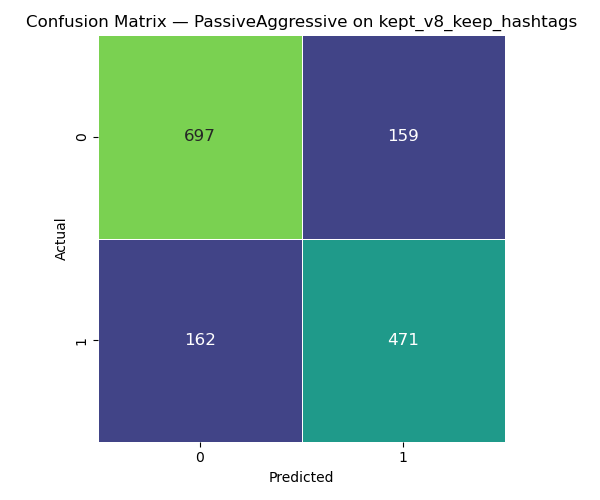 Confusion Matrix — PassiveAggressive on kept_v8_keep_hashtags
0
697
159
Actual
1
162
471
0
1
Predicted